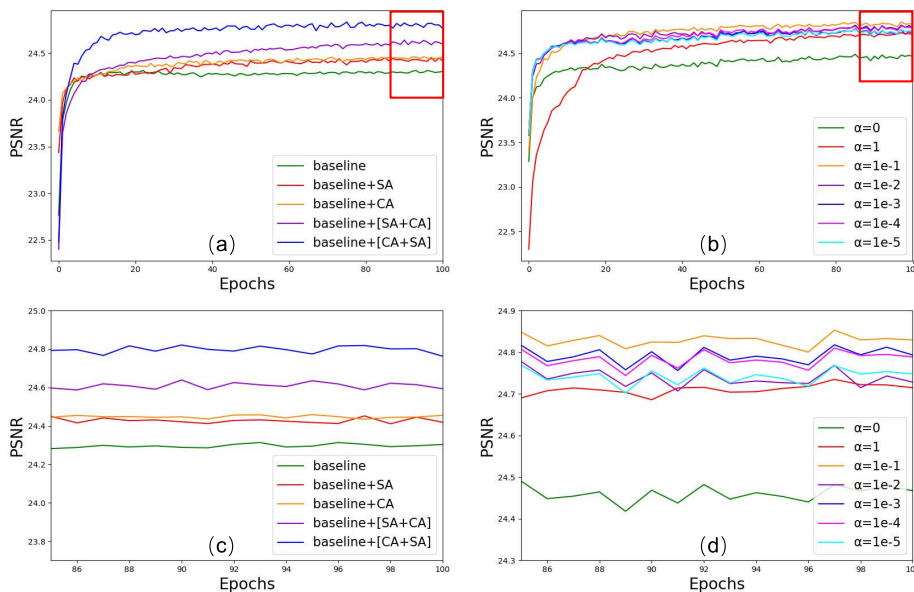 PSNR
24.5
24.0
23.5
23.0
22.5
baseline
baseline+SA
baseline+CA
baseline+[SA+CA]
baseline+[CA+SA]
(a)
0 20 40 60 80 100
Epochs
PSNR
24.5
24.0
23.5
23.0
22.5
α=0
α=1
α=1e-1
α=1e-2
α=1e-3
α=1e-4
α=1e-5
(b)
0 20 40 60 80 100
Epochs
PSNR
25.0
24.8
24.6
24.4
24.2
24.0
23.8
baseline
baseline+SA
baseline+CA
baseline+[SA+CA]
baseline+[CA+SA]
(c)
86 88 90 92 94 96 98 100
Epochs
PSNR
24.9
24.8
24.7
24.6
24.5
24.4
24.3
α=0
α=1
α=1e-1
α=1e-2
α=1e-3
α=1e-4
α=1e-5
(d)
86 88 90 92 94 96 98 100
Epochs